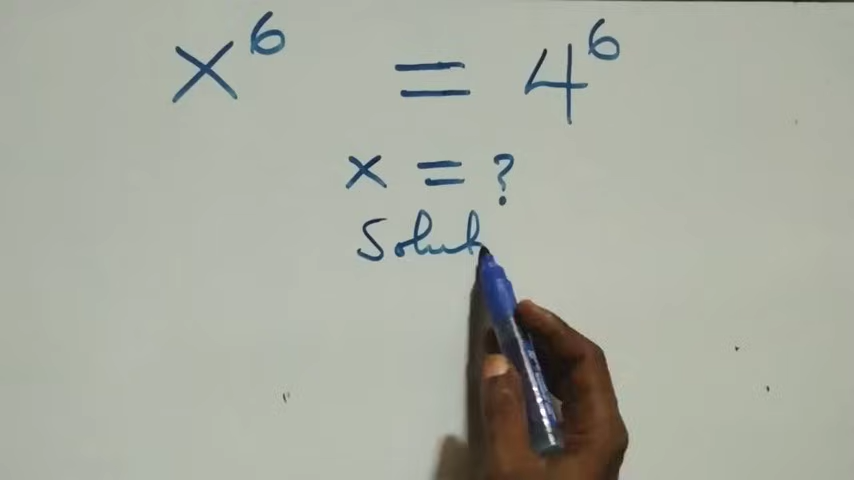 x⁶ = 4⁶
x = ?
Solut